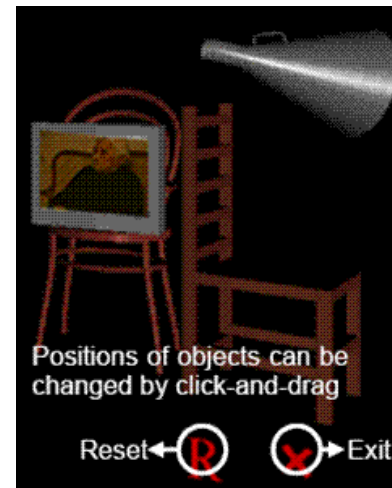 Positions of objects can be
changed by click-and-drag
Reset R X Exit